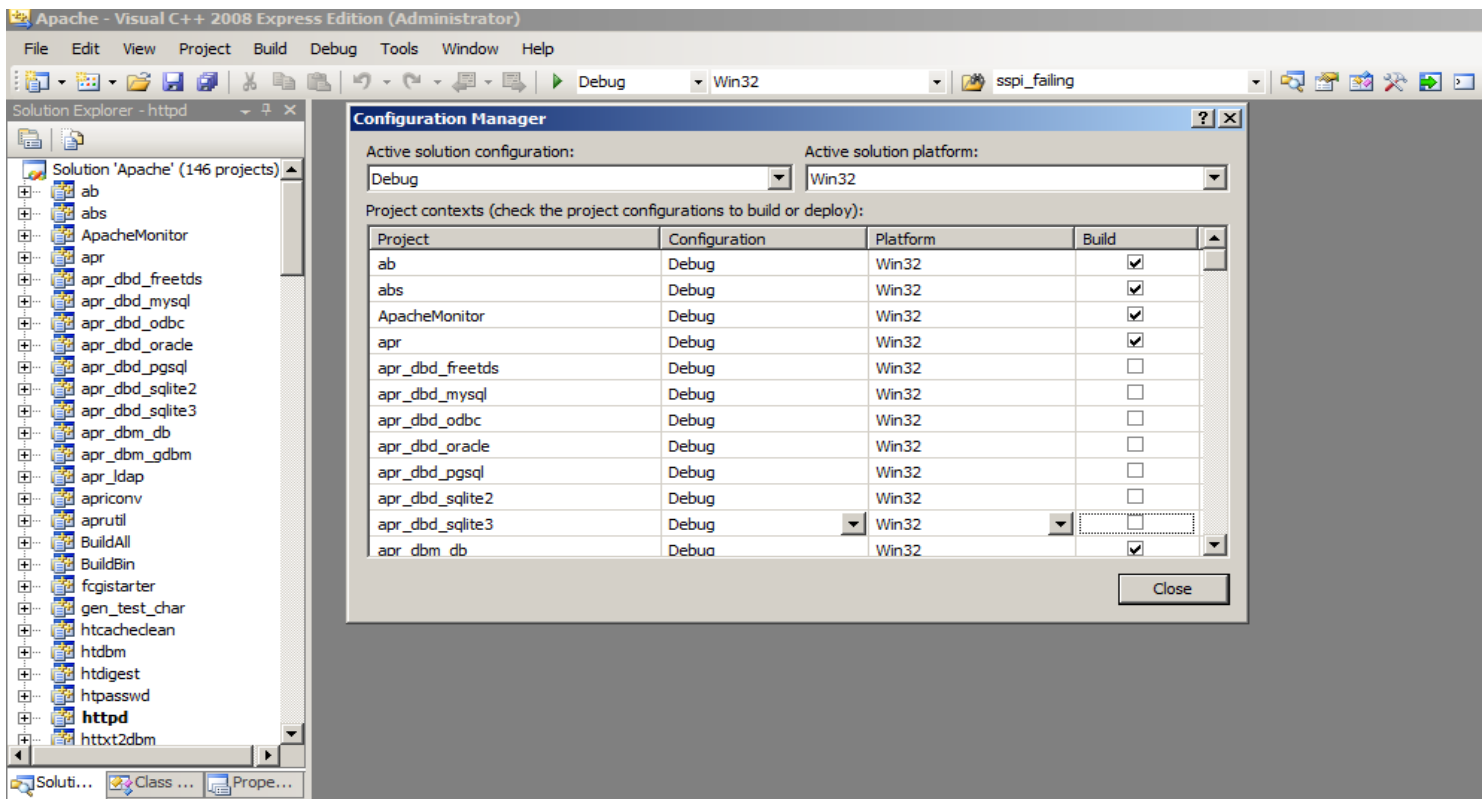 Apache - Visual C++ 2008 Express Edition (Administrator)
File Edit View Project Build Debug Tools Window Help
Debug Win32 sspi_failing
Solution Explorer - httpd
Solution 'Apache' (146 projects)
ab
abs
ApacheMonitor
apr
apr_dbd_freetds
apr_dbd_mysql
apr_dbd_odbc
apr_dbd_oracle
apr_dbd_pgsql
apr_dbd_sqlite2
apr_dbd_sqlite3
apr_dbm_db
apr_dbm_gdbm
apr_ldap
apriconv
aprutil
BuildAll
BuildBin
fcgistarter
gen_test_char
htcacheclean
htdbm
htdigest
htpasswd
httpd
httxt2dbm
Soluti... Class ... Prope...
Configuration Manager
Active solution configuration: Active solution platform:
Debug Win32
Project contexts (check the project configurations to build or deploy):
Project Configuration Platform Build
ab Debug Win32
abs Debug Win32
ApacheMonitor Debug Win32
apr Debug Win32
apr_dbd_freetds Debug Win32
apr_dbd_mysql Debug Win32
apr_dbd_odbc Debug Win32
apr_dbd_oracle Debug Win32
apr_dbd_pgsql Debug Win32
apr_dbd_sqlite2 Debug Win32
apr_dbd_sqlite3 Debug Win32
apr_dbm_db Debug Win32
Close